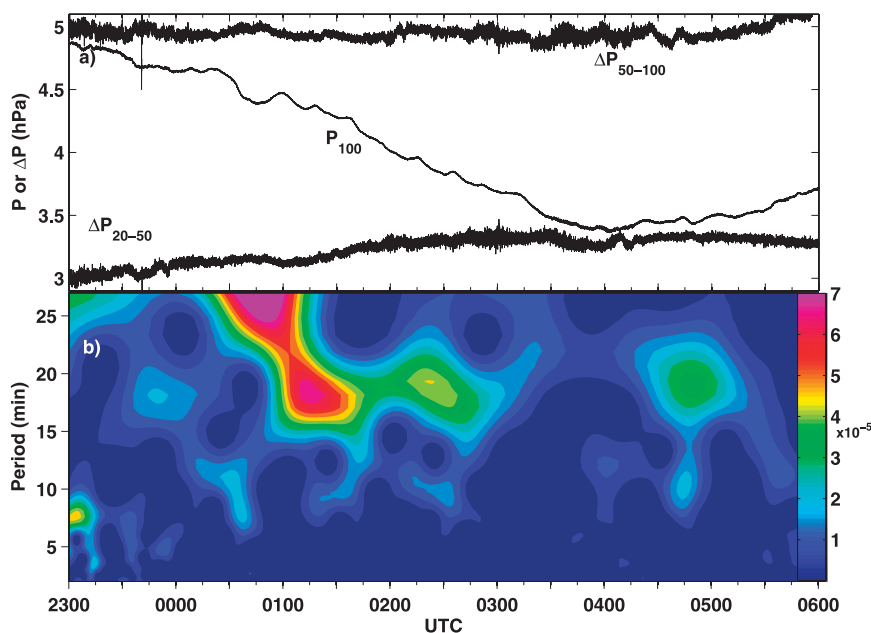 5
a)
ΔP50–100
4.5
P100
P or ΔP (hPa)
4
3.5
ΔP20–50
3
b)
25
20
15
10
5
Period (min)
7
6
5
4
x10–5
3
2
1
2300 0000 0100 0200 0300 0400 0500 0600
UTC